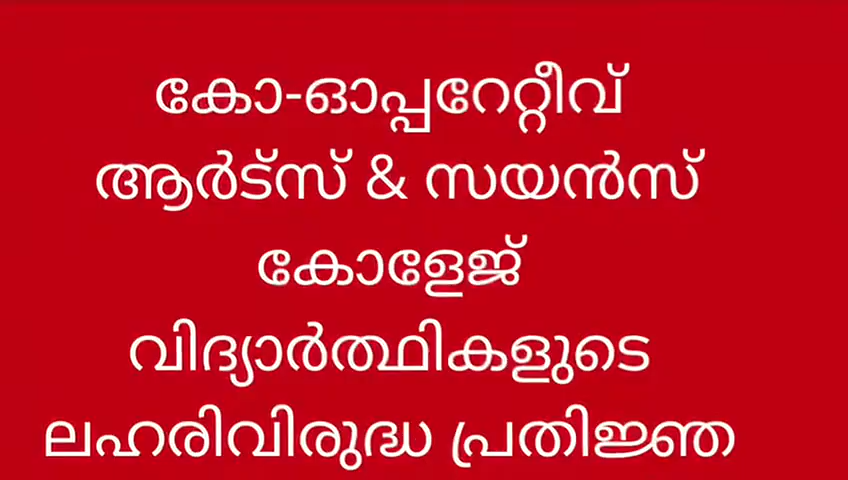 കോ-ഓപ്പറേറ്റീവ്
ആർട്സ് & സയൻസ്
കോളേജ്
വിദ്യാർത്ഥികളുടെ
ലഹരിവിരുദ്ധ പ്രതിജ്ഞ